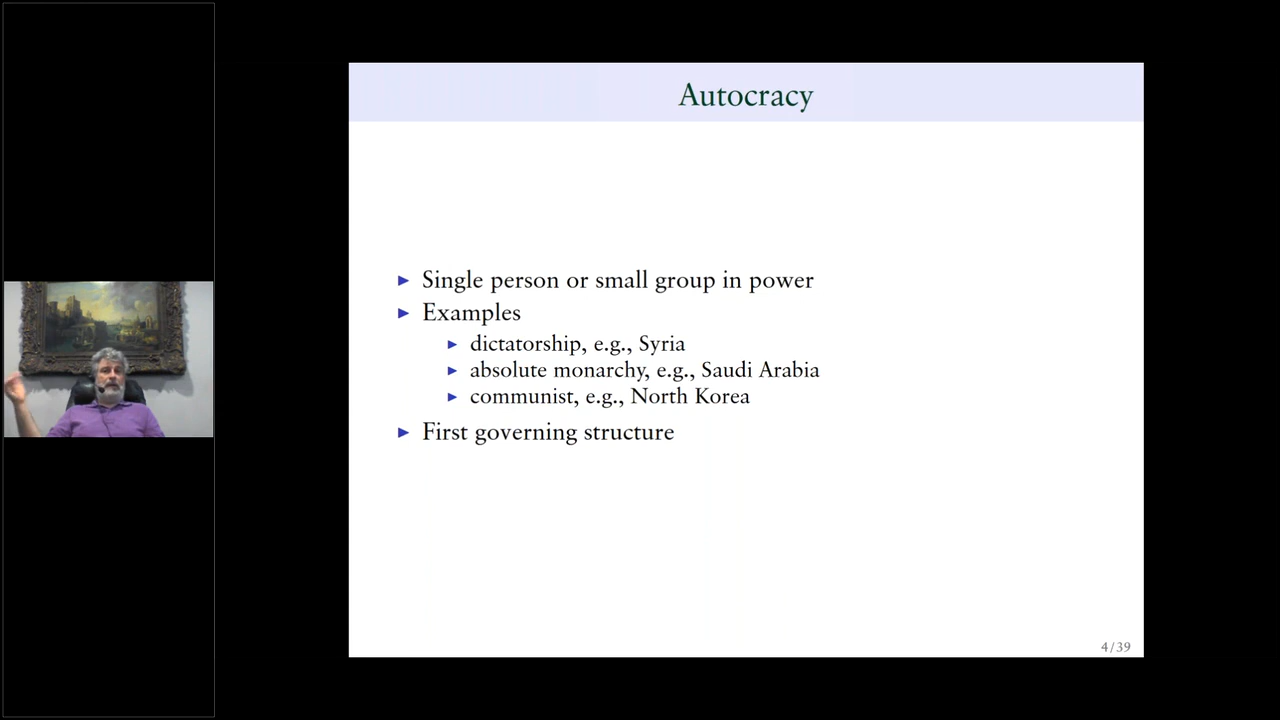 Autocracy
▶ Single person or small group in power
▶ Examples
▶ dictatorship, e.g., Syria
▶ absolute monarchy, e.g., Saudi Arabia
▶ communist, e.g., North Korea
▶ First governing structure
4/39